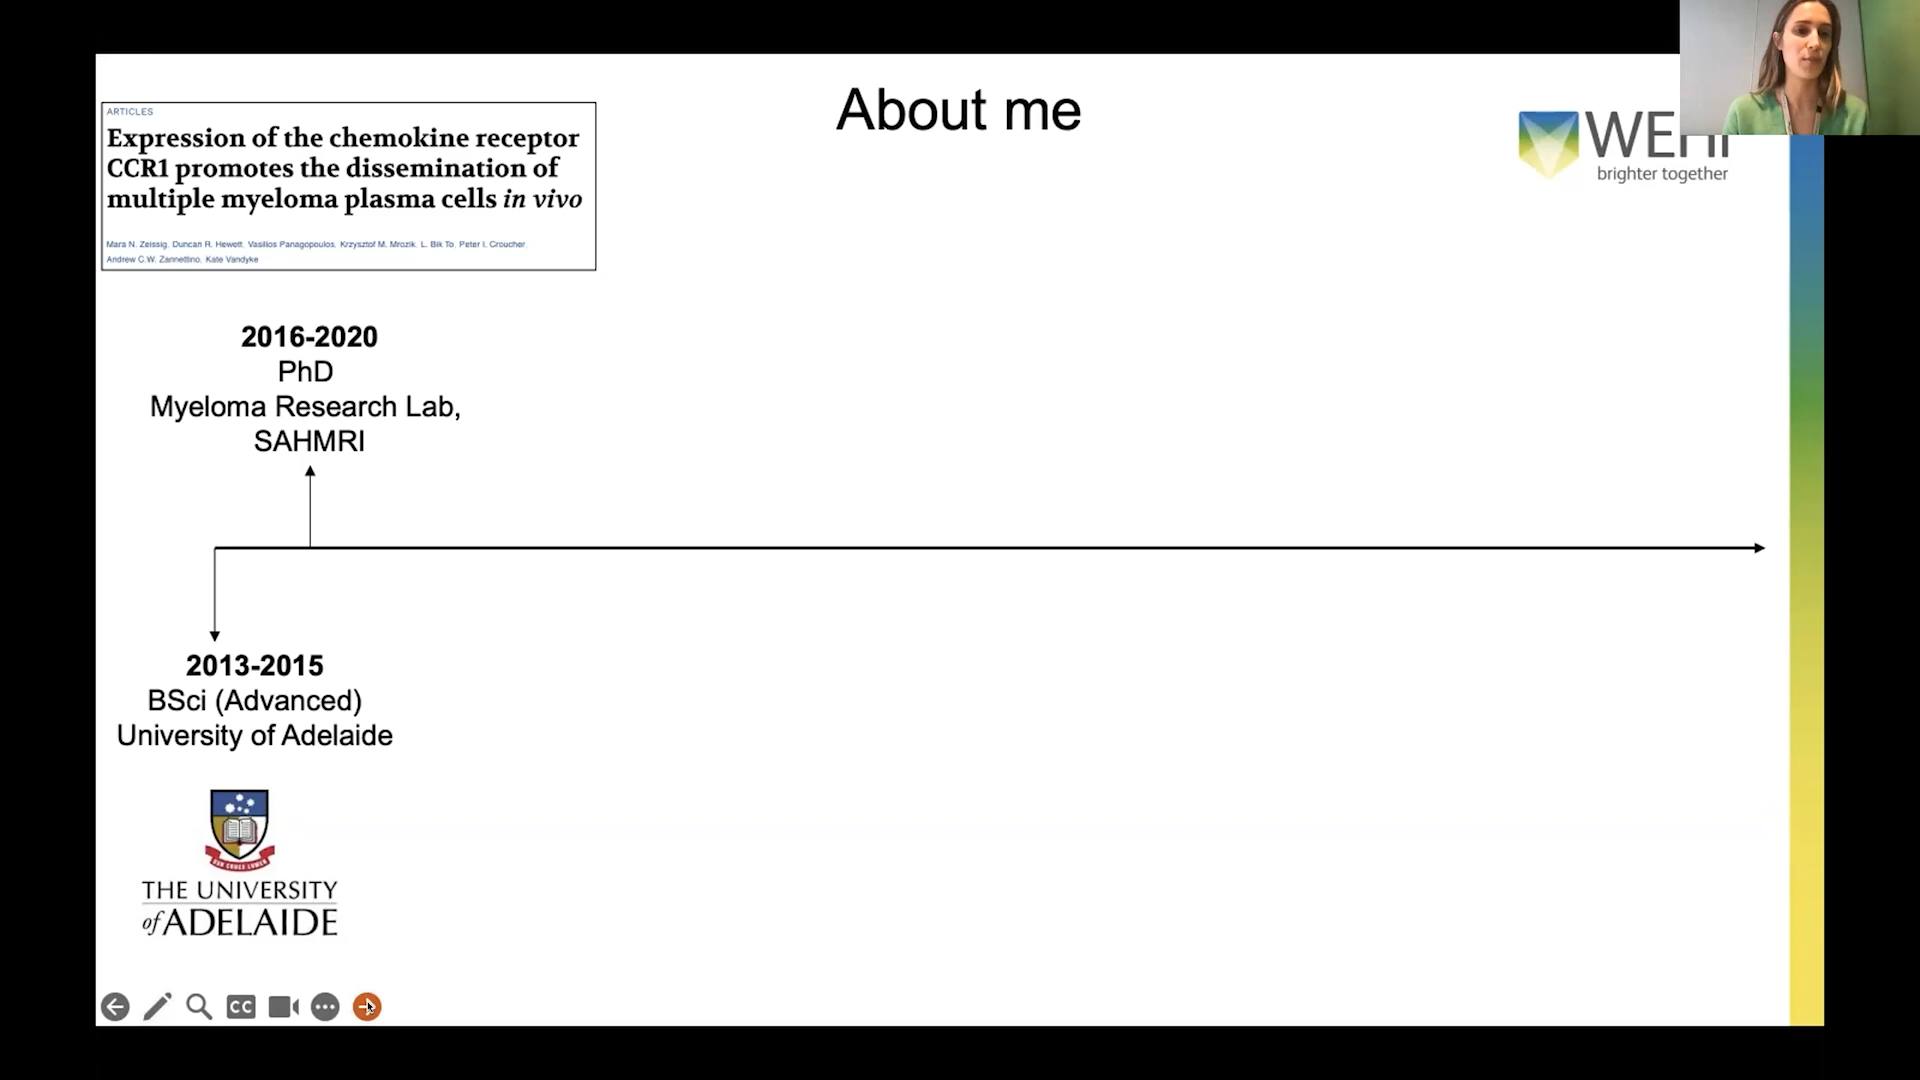 About me
ARTICLES
Expression of the chemokine receptor
CCR1 promotes the dissemination of
multiple myeloma plasma cells in vivo
Mara N. Zeissig, Duncan R. Hewett, Vasilios Panagopoulos, Krzysztof M. Mrozik, L. Bik To, Peter I. Croucher,
Andrew C.W. Zannettino, Kate Vandyke
WEHI
brighter together
2016-2020
PhD
Myeloma Research Lab,
SAHMRI
2013-2015
BSci (Advanced)
University of Adelaide
THE UNIVERSITY
of ADELAIDE
CC